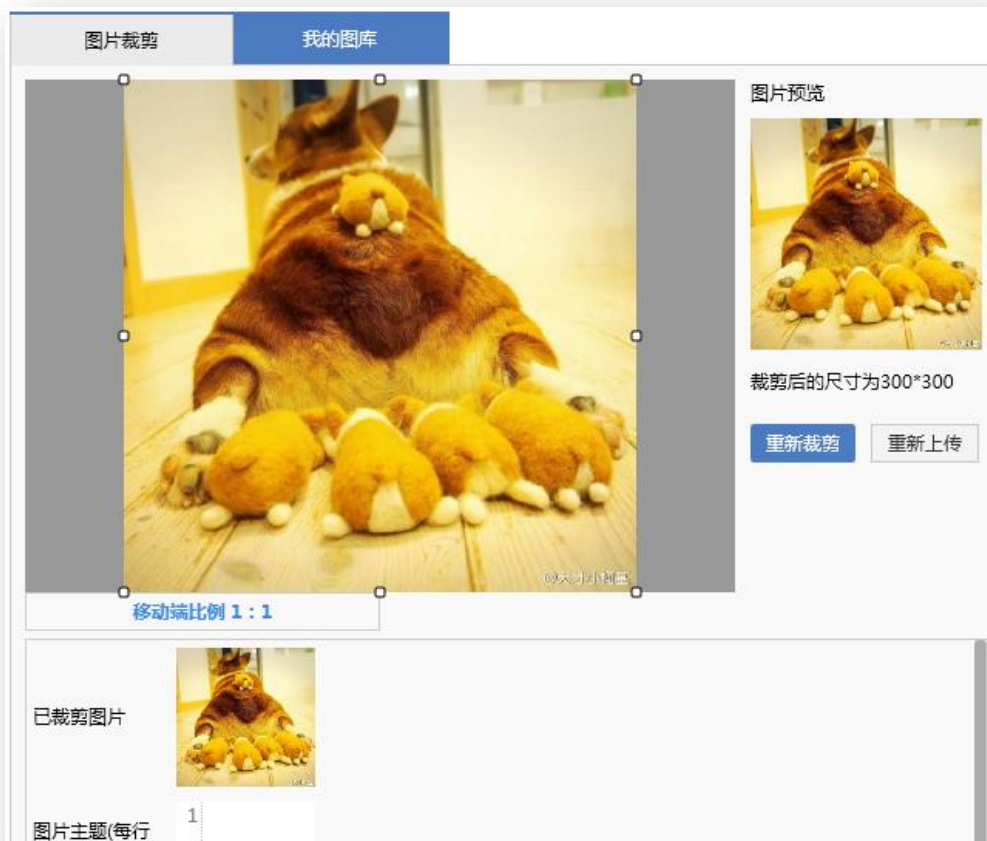 图片裁剪
我的图库
图片预览
裁剪后的尺寸为300*300
重新裁剪
重新上传
移动端比例 1:1
已裁剪图片
图片主题(每行
1